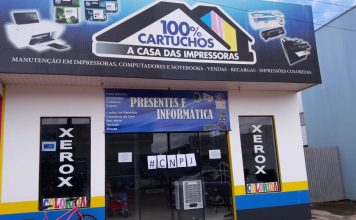 100%
CARTUCHOS
A CASA DAS IMPRESSORAS
MANUTENÇÃO EM IMPRESSORAS, COMPUTADORES E NOTEBOOKS - VENDAS - RECARGAS - IMPRESSÕES COLORIDAS
PRESENTES E
INFORMÁTICA
#CNPJ
XEROX
COLORIDA
XEROX
COLORIDA